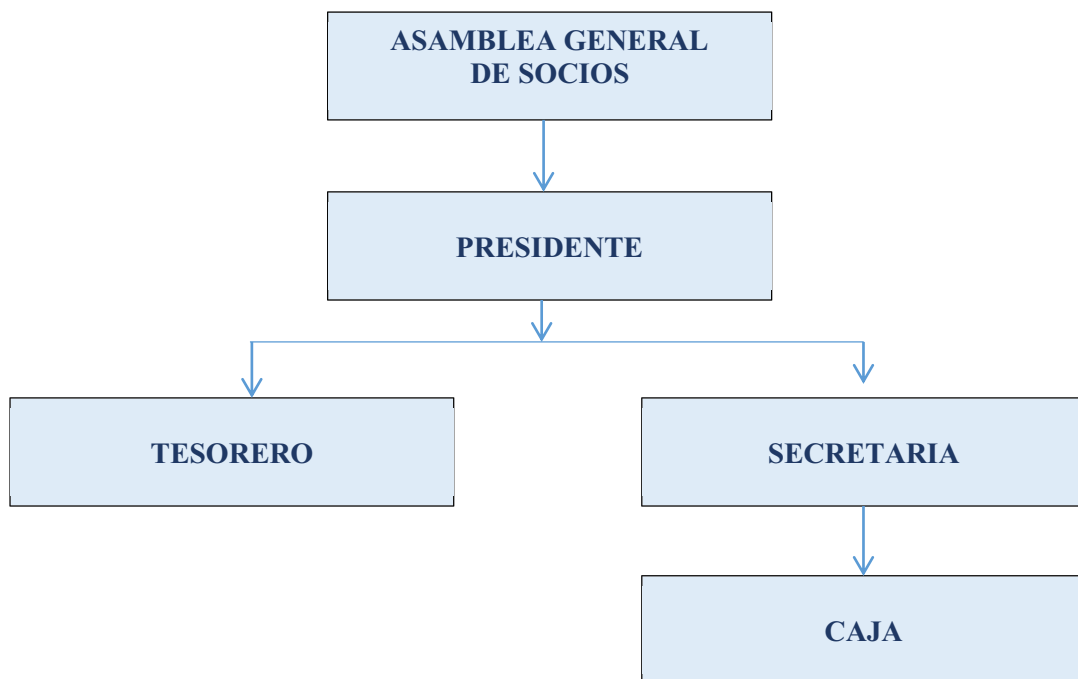 ASAMBLEA GENERAL
DE SOCIOS
PRESIDENTE
TESORERO
SECRETARIA
CAJA